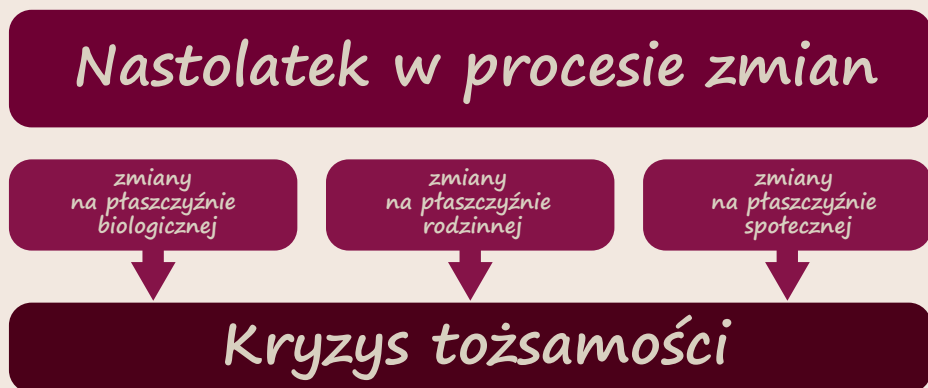 Nastolatek w procesie zmian
zmiany
na płaszczyźnie
biologicznej
zmiany
na płaszczyźnie
rodzinnej
zmiany
na płaszczyźnie
społecznej
Kryzys tożsamości